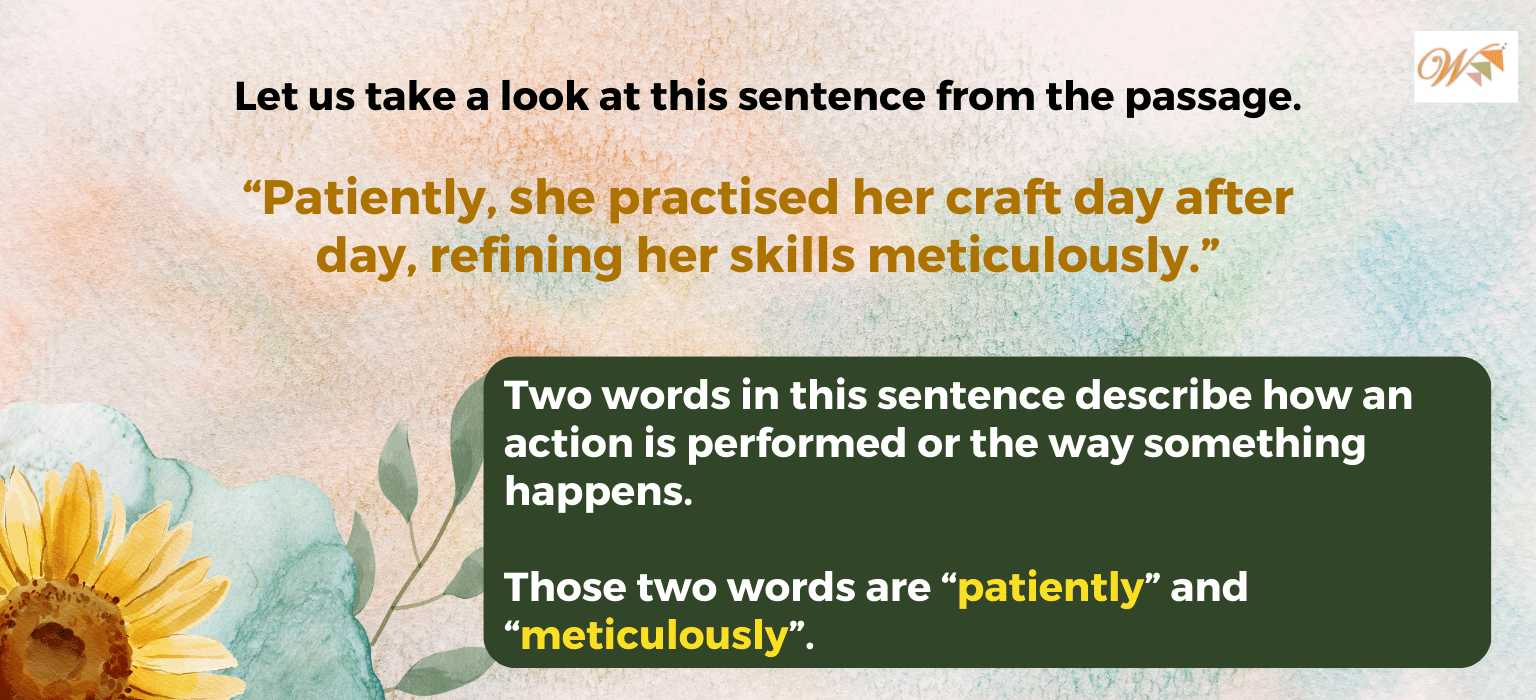 W
Let us take a look at this sentence from the passage.
“Patiently, she practised her craft day after
day, refining her skills meticulously.”
Two words in this sentence describe how an
action is performed or the way something
happens.
Those two words are “patiently” and
“meticulously”.